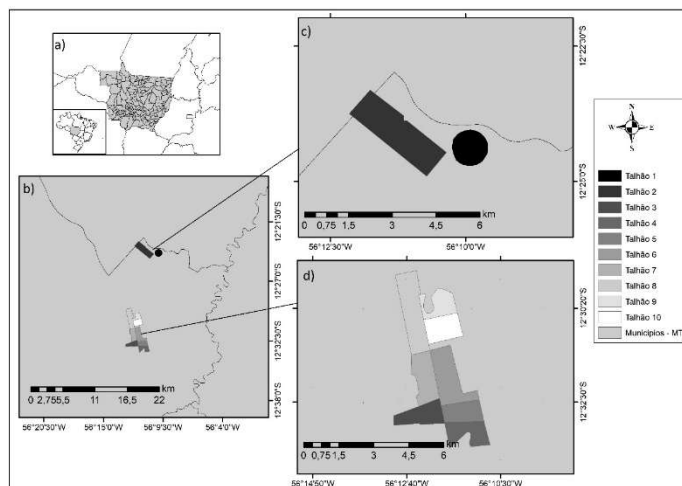 a)
b)
12°21'30"S
12°27'0"S
12°32'30"S
12°38'0"S
km
0 2,755,5 11 16,5 22
56°20'30"W 56°15'0"W 56°9'30"W 56°4'0"W
c)
12°22'30"S
12°25'0"S
km
0 0,75 1,5 3 4,5 6
56°12'30"W 56°10'0"W
d)
12°30'20"S
12°32'30"S
km
0 0,75 1,5 3 4,5 6
56°14'50"W 56°12'40"W 56°10'30"W
N
W E
S
Talhão 1
Talhão 2
Talhão 3
Talhão 4
Talhão 5
Talhão 6
Talhão 7
Talhão 8
Talhão 9
Talhão 10
Municípios - MT